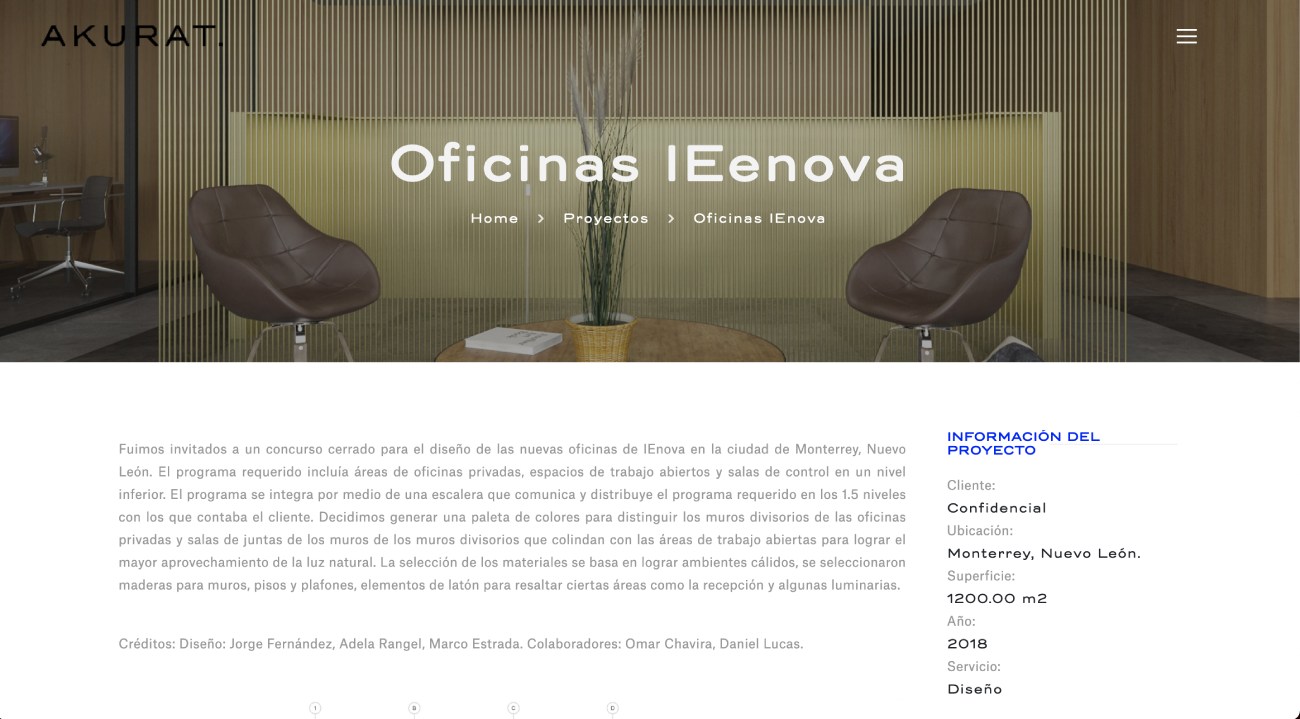 AKURAT.
Oficinas IEenova
Home > Proyectos > Oficinas IEnova
Fuimos invitados a un concurso cerrado para el diseño de las nuevas oficinas de IEnova en la ciudad de Monterrey, Nuevo
León. El programa requerido incluía áreas de oficinas privadas, espacios de trabajo abiertos y salas de control en un nivel
inferior. El programa se integra por medio de una escalera que comunica y distribuye el programa requerido en los 1.5 niveles
con los que contaba el cliente. Decidimos generar una paleta de colores para distinguir los muros divisorios de las oficinas
privadas y salas de juntas de los muros de los muros divisorios que colindan con las áreas de trabajo abiertas para lograr el
mayor aprovechamiento de la luz natural. La selección de los materiales se basa en lograr ambientes cálidos, se seleccionaron
maderas para muros, pisos y plafones, elementos de latón para resaltar ciertas áreas como la recepción y algunas luminarias.
Créditos: Diseño: Jorge Fernández, Adela Rangel, Marco Estrada. Colaboradores: Omar Chavira, Daniel Lucas.
INFORMACIÓN DEL
PROYECTO
Cliente:
Confidencial
Ubicación:
Monterrey, Nuevo León.
Superficie:
1200.00 m2
Año:
2018
Servicio:
Diseño
1 B C D